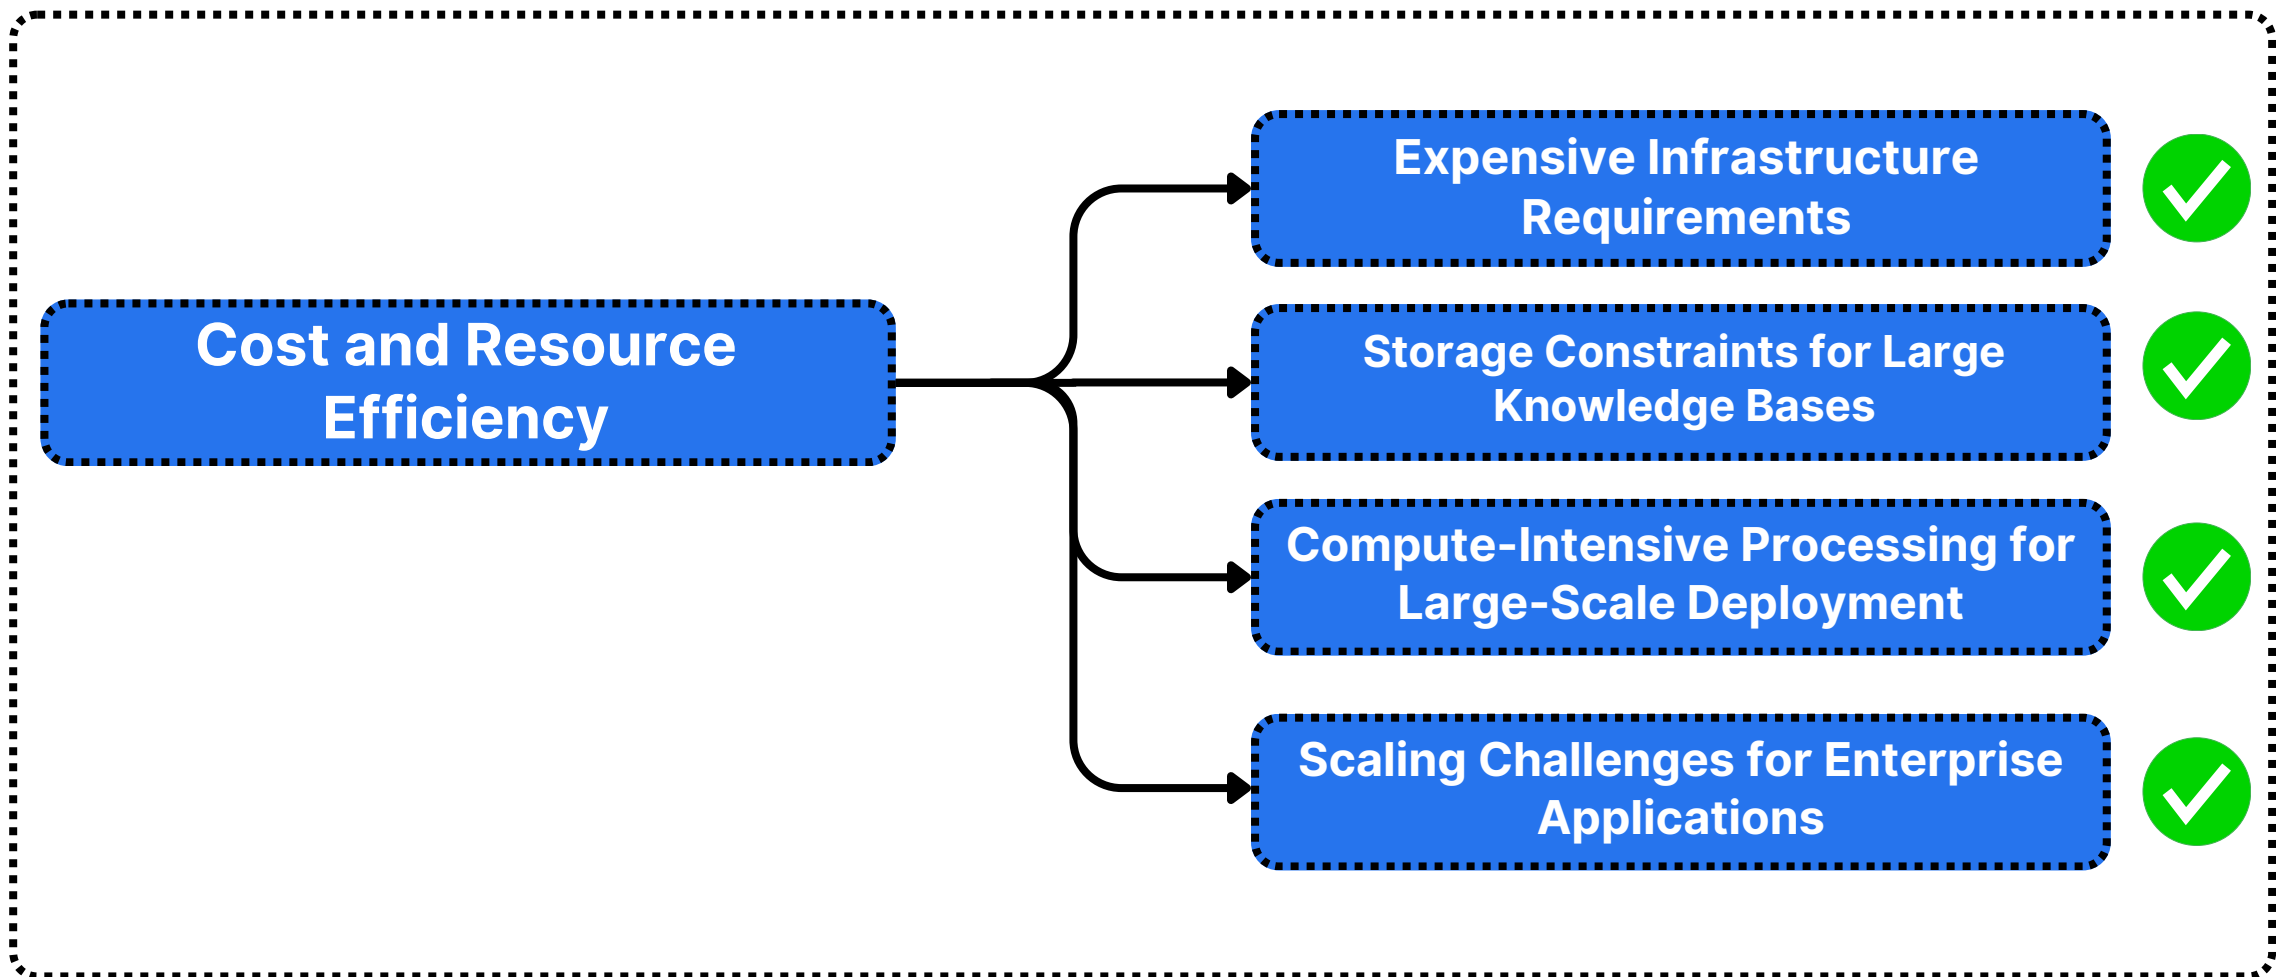 Cost and Resource
Efficiency
Expensive Infrastructure
Requirements
Storage Constraints for Large
Knowledge Bases
Compute-Intensive Processing for
Large-Scale Deployment
Scaling Challenges for Enterprise
Applications